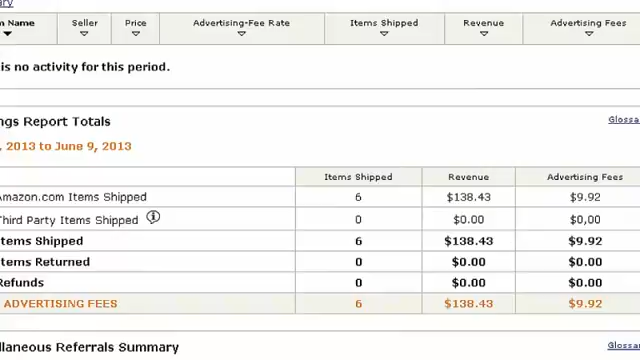 ary
m Name Seller Price Advertising-Fee Rate Items Shipped Revenue Advertising Fees
is no activity for this period.
ngs Report Totals Glossa
, 2013 to June 9, 2013
Items Shipped Revenue Advertising Fees
Amazon.com Items Shipped 6 $138.43 $9.92
Third Party Items Shipped 0 $0.00 $0,00
tems Shipped 6 $138.43 $9.92
tems Returned 0 $0.00 $0.00
Refunds 0 $0.00 $0.00
ADVERTISING FEES 6 $138.43 $9.92
llaneous Referrals Summary Glossar